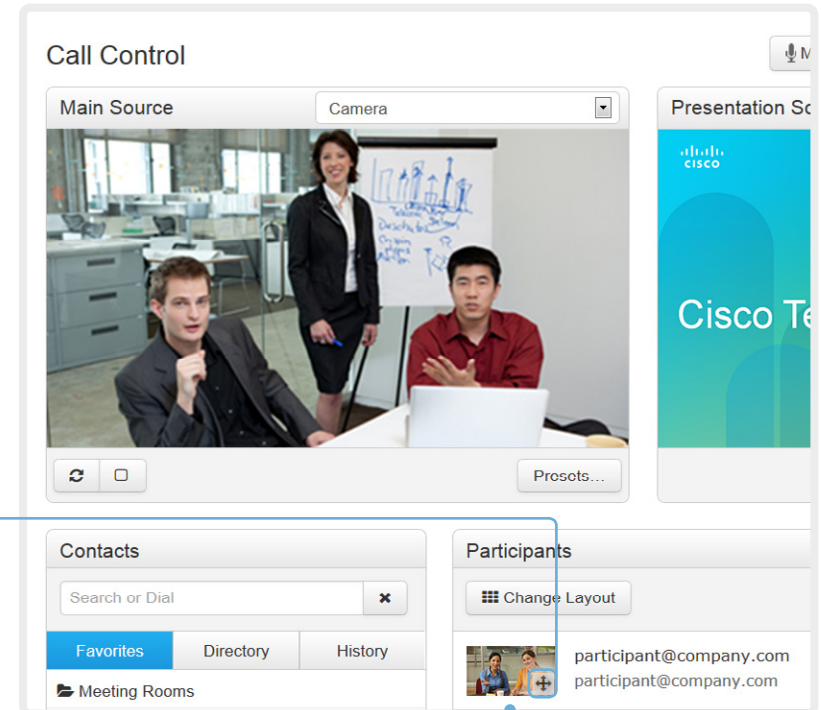 Call Control
M
Main Source
Camera
Presentation So
CISCO
Cisco Te
Presets...
Contacts
Search or Dial
Favorites
Directory
History
Meeting Rooms
Participants
Change Layout
participant@company.com
participant@company.com